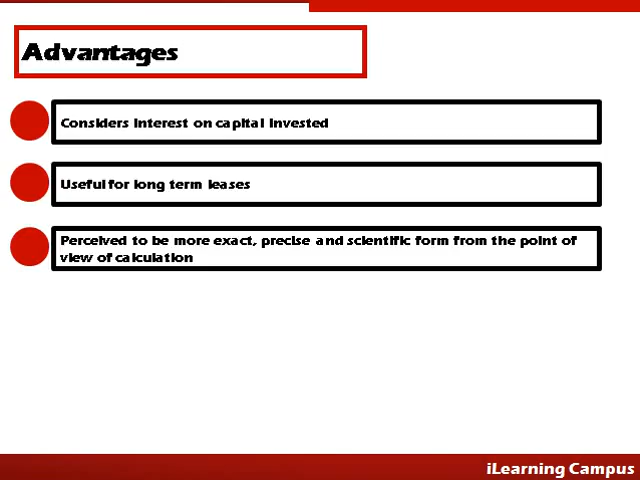 Advantages
Considers interest on capital invested
Useful for long term leases
Perceived to be more exact, precise and scientific form from the point of
view of calculation
iLearning Campus